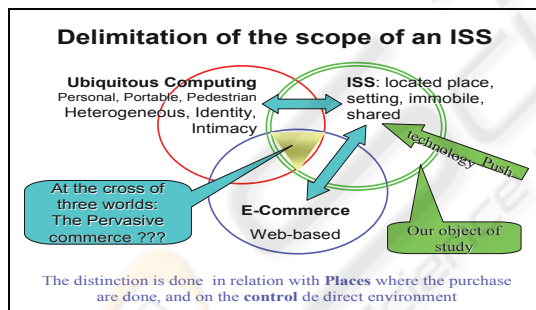 Delimitation of the scope of an ISS
Ubiquitous Computing
Personal, Portable, Pedestrian
Heterogeneous, Identity,
Intimacy
ISS: located place,
setting, immobile,
shared
technology Push.
At the cross of
three worlds:
The Pervasive
commerce ???
E-Commerce
Web-based
Our object of
study
The distinction is done in relation with Places where the purchase
are done, and on the control de direct environment